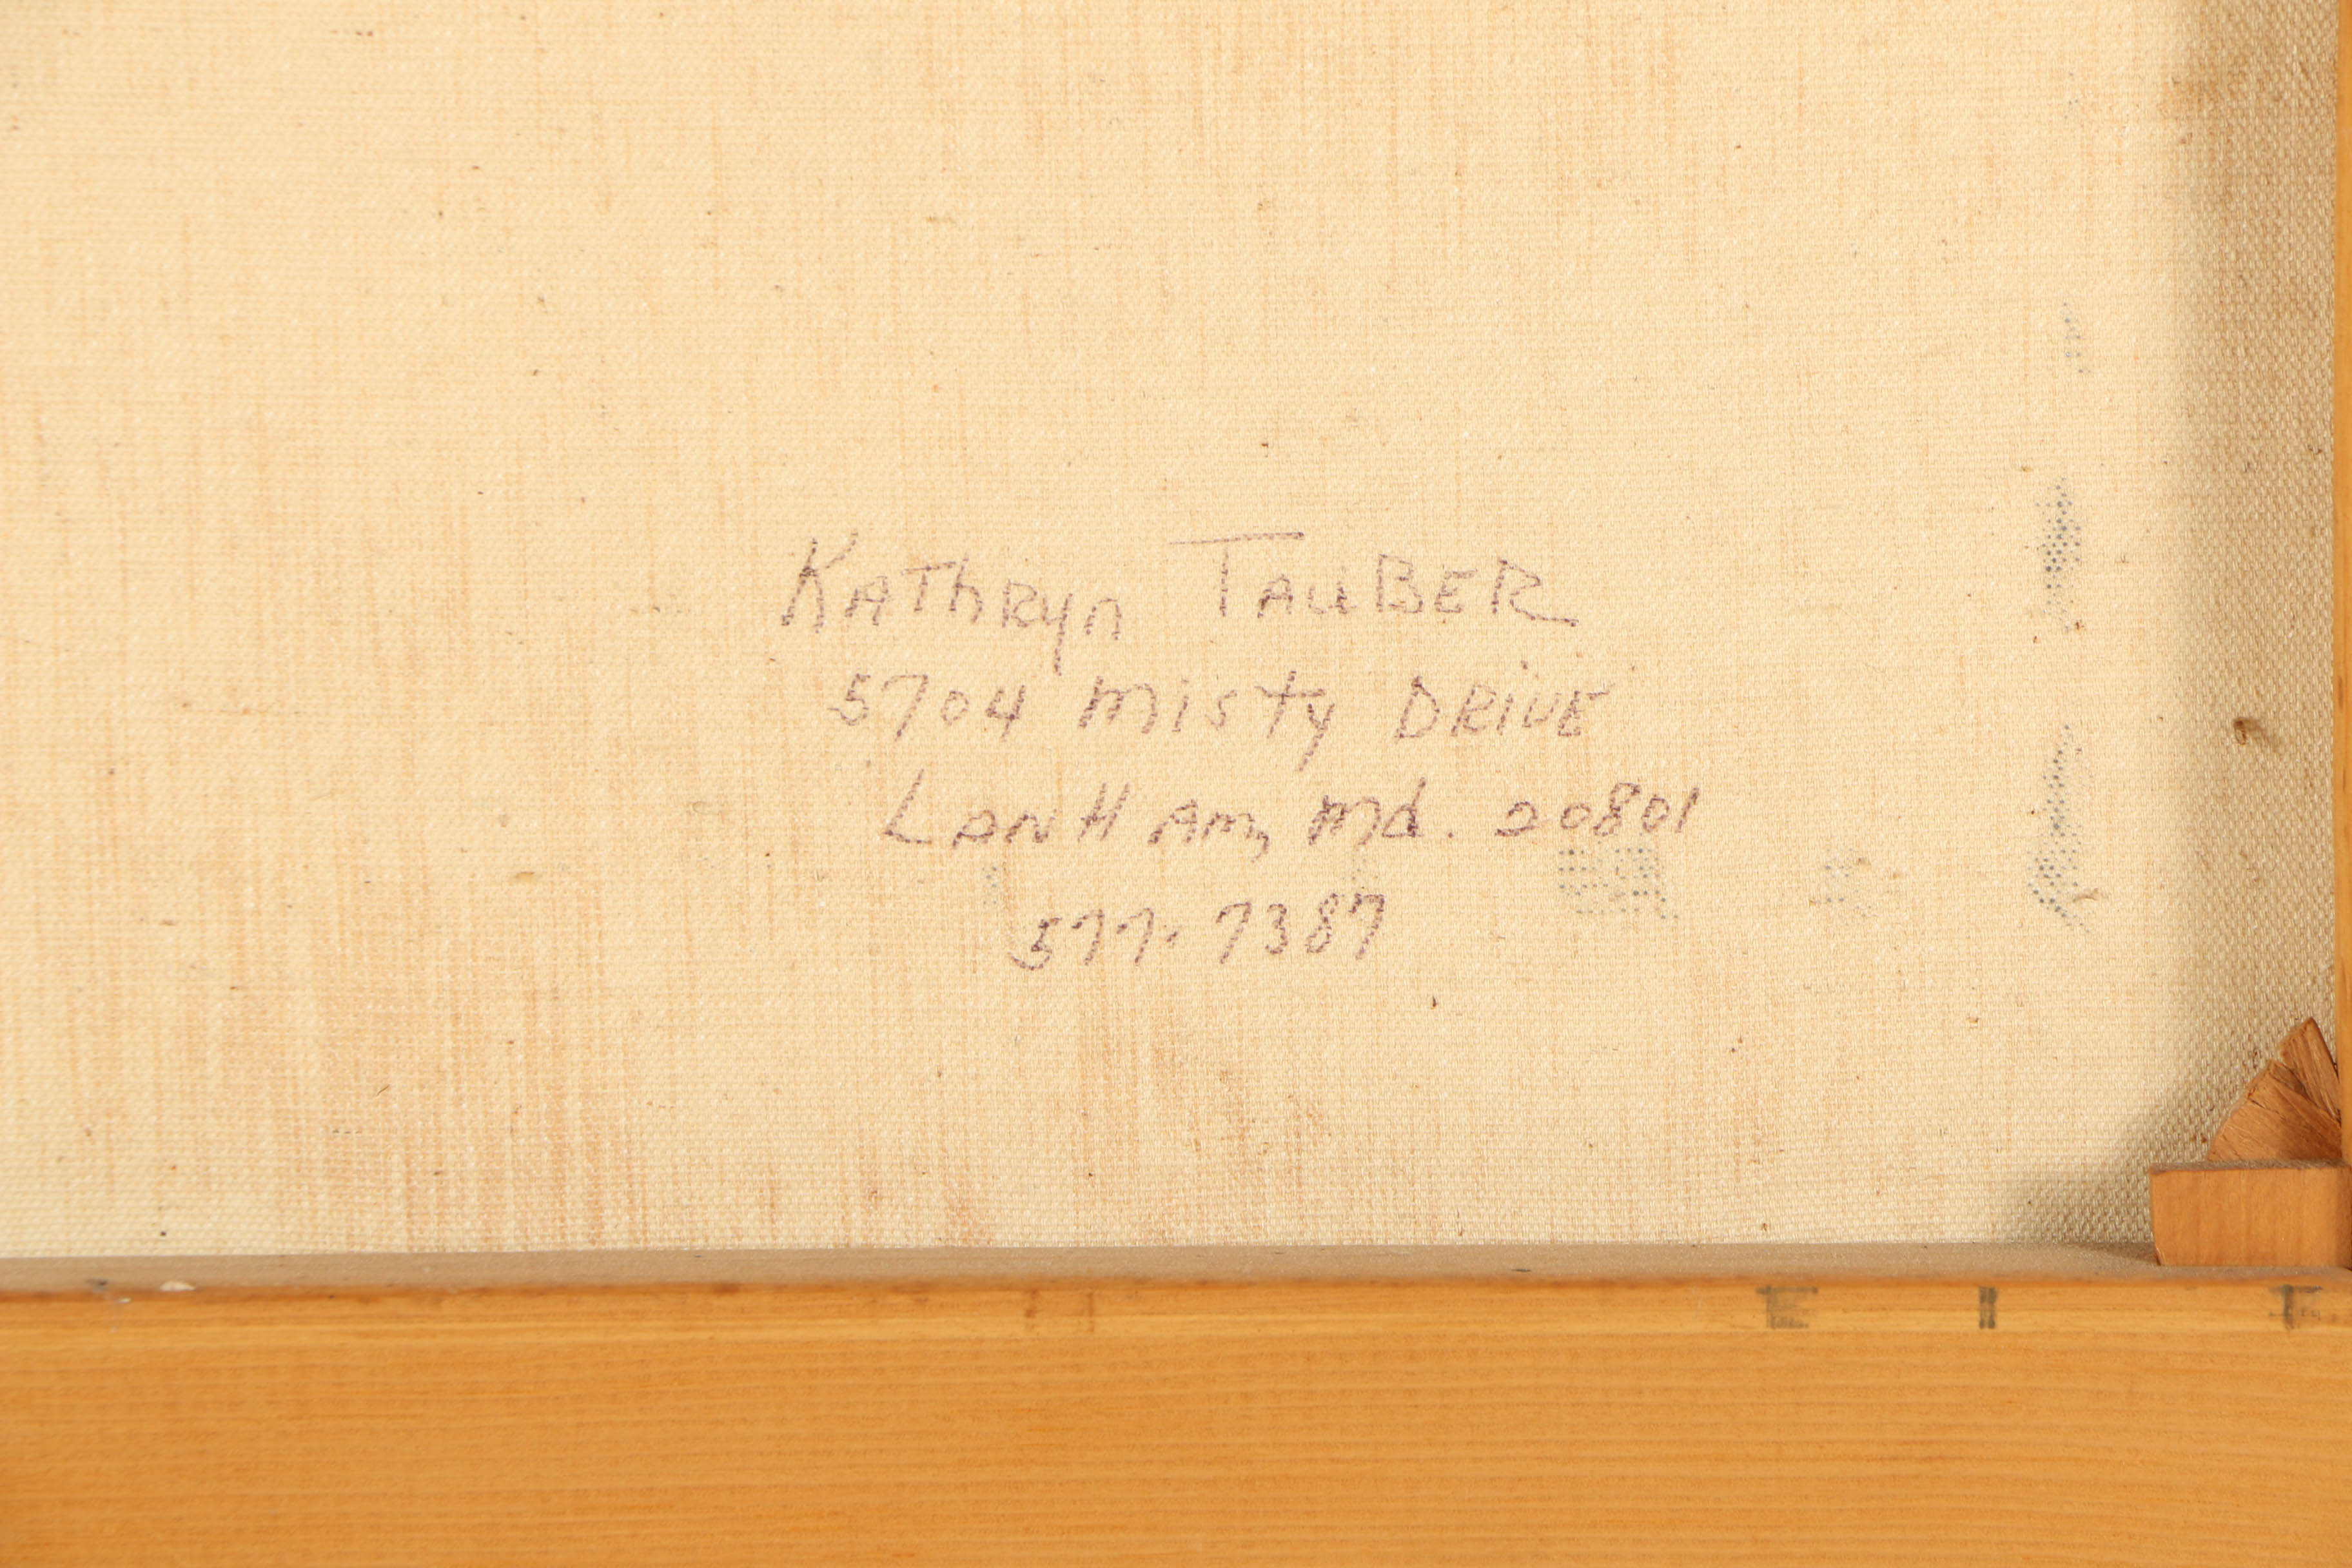 Kathryn Tauber
5704 Misty Drive
Lanham, Md. 20801
577-7387